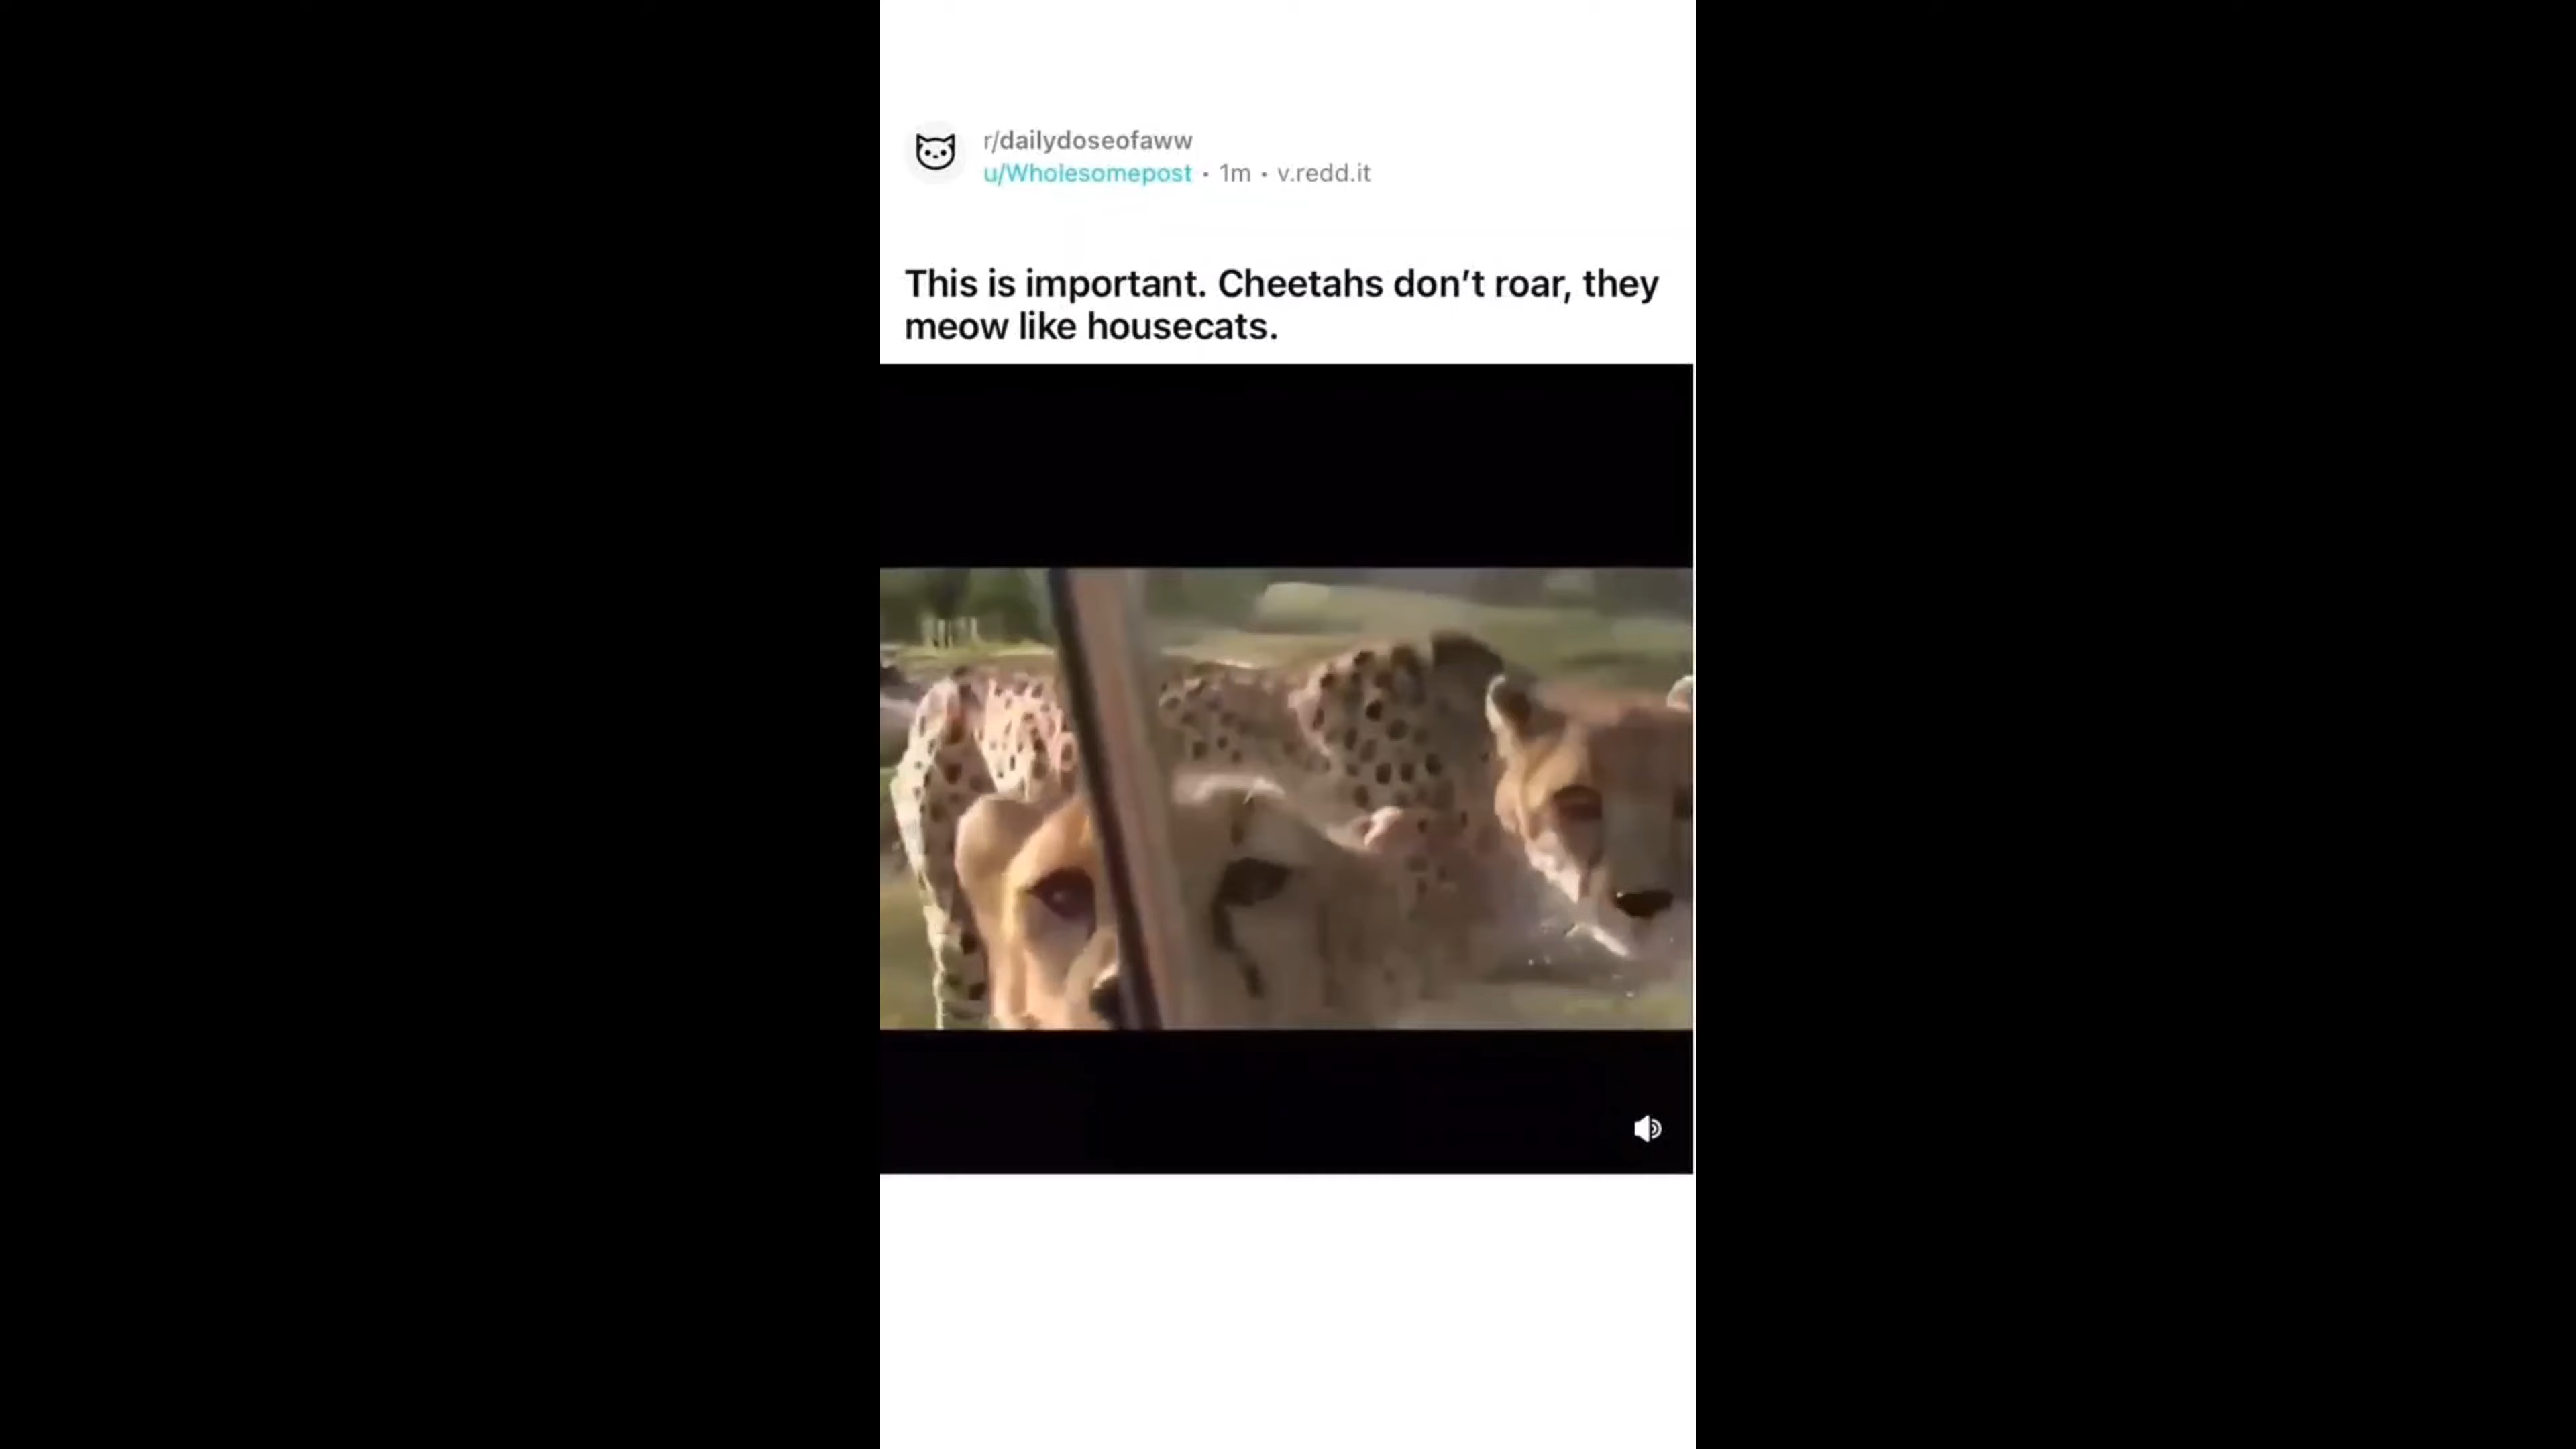 r/dailydoseofaww
u/Wholesomepost • 1m • v.redd.it
This is important. Cheetahs don’t roar, they
meow like housecats.